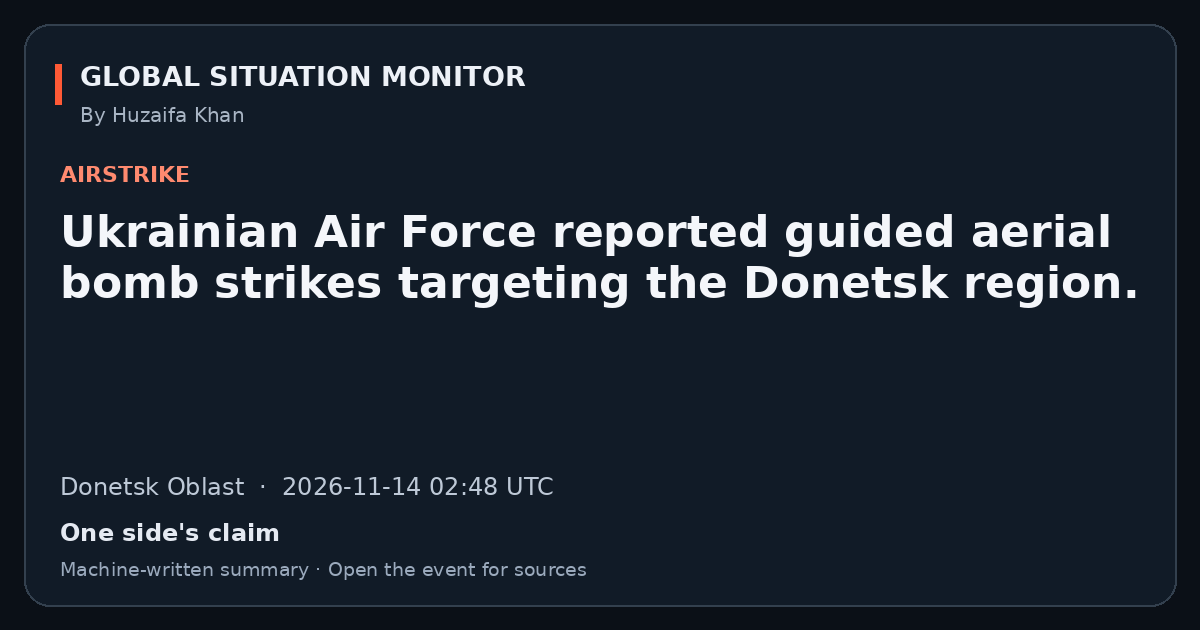 GLOBAL SITUATION MONITOR
By Huzaifa Khan
AIRSTRIKE
Ukrainian Air Force reported guided aerial
bomb strikes targeting the Donetsk region.
Donetsk Oblast · 2026-11-14 02:48 UTC
One side's claim
Machine-written summary · Open the event for sources